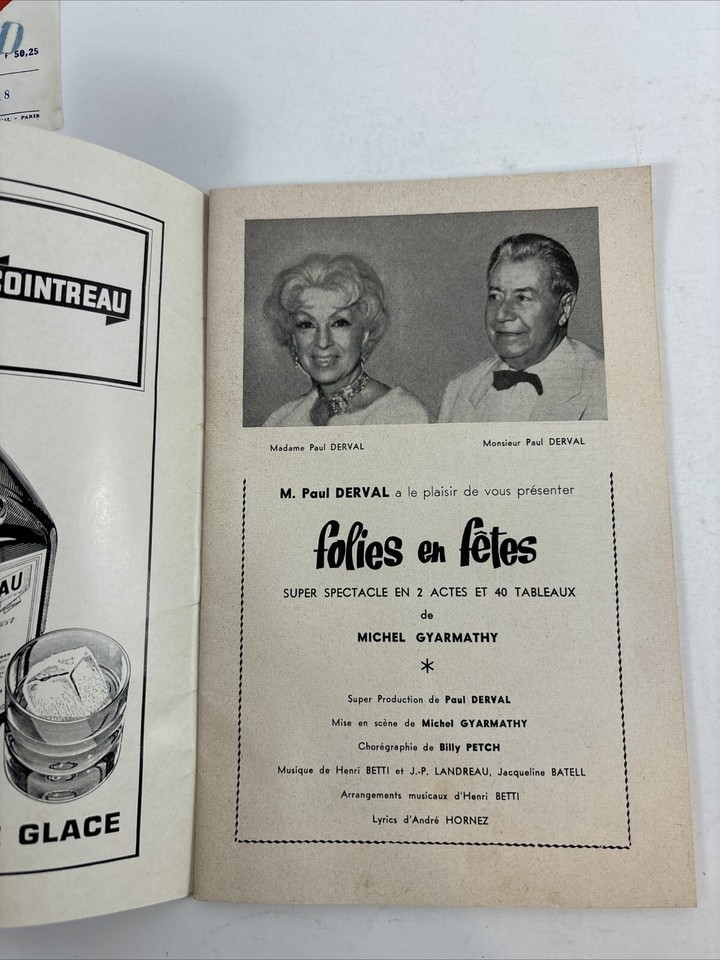 F 50,25
8
PARIS
COINTREAU
GLACE
Madame Paul DERVAL
Monsieur Paul DERVAL
M. Paul DERVAL a le plaisir de vous présenter
folies en fêtes
SUPER SPECTACLE EN 2 ACTES ET 40 TABLEAUX
de
MICHEL GYARMATHY
*
Super Production de Paul DERVAL
Mise en scène de Michel GYARMATHY
Chorégraphie de Billy PETCH
Musique de Henri BETTI et J.-P. LANDREAU, Jacqueline BATELL
Arrangements musicaux d'Henri BETTI
Lyrics d'André HORNEZ